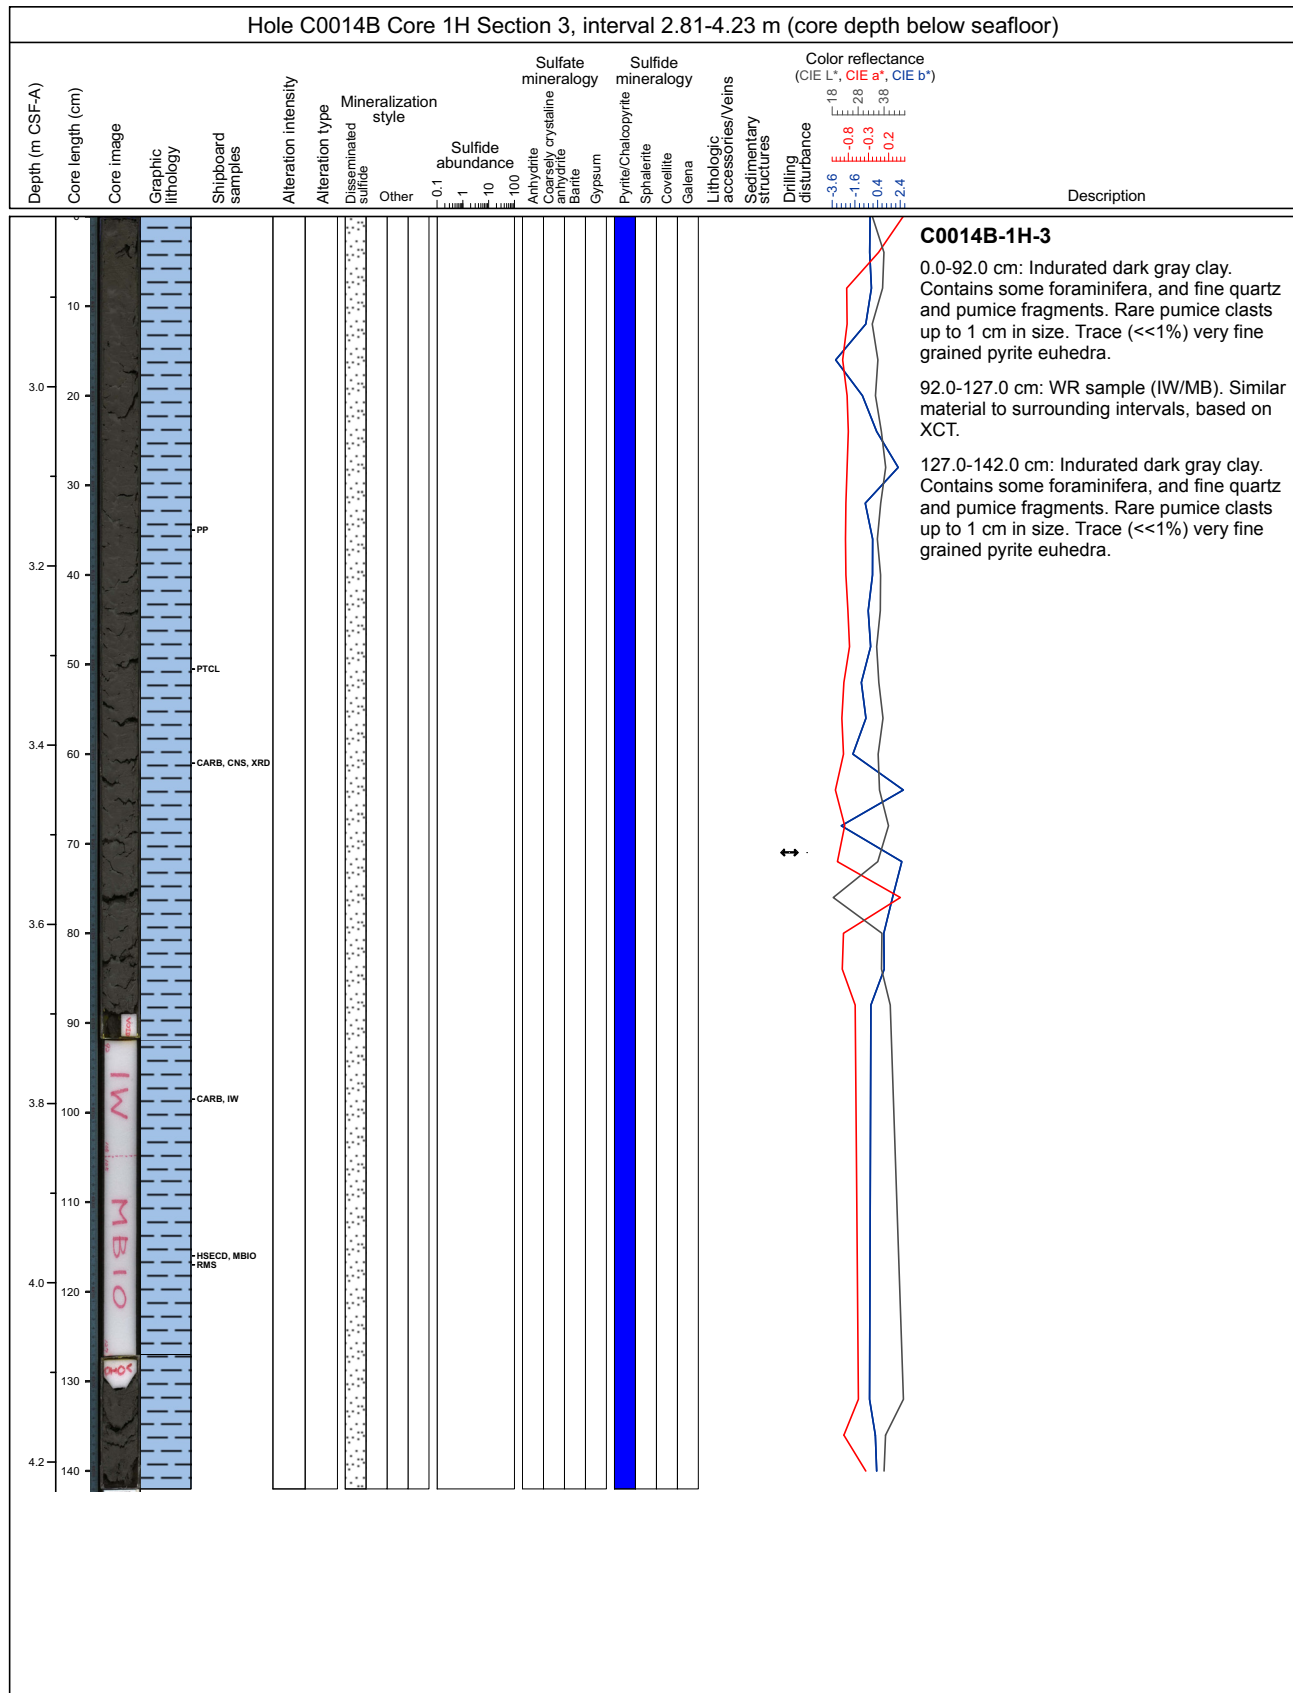 Hole C0014B Core 1H Section 3, interval 2.81-4.23 m (core depth below seafloor)
Depth (m CSF-A)
Core length (cm)
Core image
Graphic
lithology
Shipboard
samples
Alteration intensity
Alteration type
Mineralization
style
Disseminated
sulfide
Other
Sulfide
abundance
0.1
1
10
100
Sulfate
mineralogy
Anhydrite
Coarsely crystaline
anhydrite
Barite
Gypsum
Sulfide
mineralogy
Pyrite/Chalcopyrite
Sphalerite
Covellite
Galena
Lithologic
accessories/Veins
Sedimentary
structures
Drilling
disturbance
Color reflectance
(CIE L*, CIE a*, CIE b*)
18
28
38
-0.8
-0.3
0.2
-3.6
-1.6
0.4
2.4
Description
0
10
20
30
40
50
60
70
80
90
100
110
120
130
140
3.0
3.2
3.4
3.6
3.8
4.0
4.2
IW
MBIO
PP
PTCL
CARB, CNS, XRD
CARB, IW
HSECD, MBIO
RMS
C0014B-1H-3
0.0-92.0 cm: Indurated dark gray clay.
Contains some foraminifera, and fine quartz
and pumice fragments. Rare pumice clasts
up to 1 cm in size. Trace (<<1%) very fine
grained pyrite euhedra.
92.0-127.0 cm: WR sample (IW/MB). Similar
material to surrounding intervals, based on
XCT.
127.0-142.0 cm: Indurated dark gray clay.
Contains some foraminifera, and fine quartz
and pumice fragments. Rare pumice clasts
up to 1 cm in size. Trace (<<1%) very fine
grained pyrite euhedra.